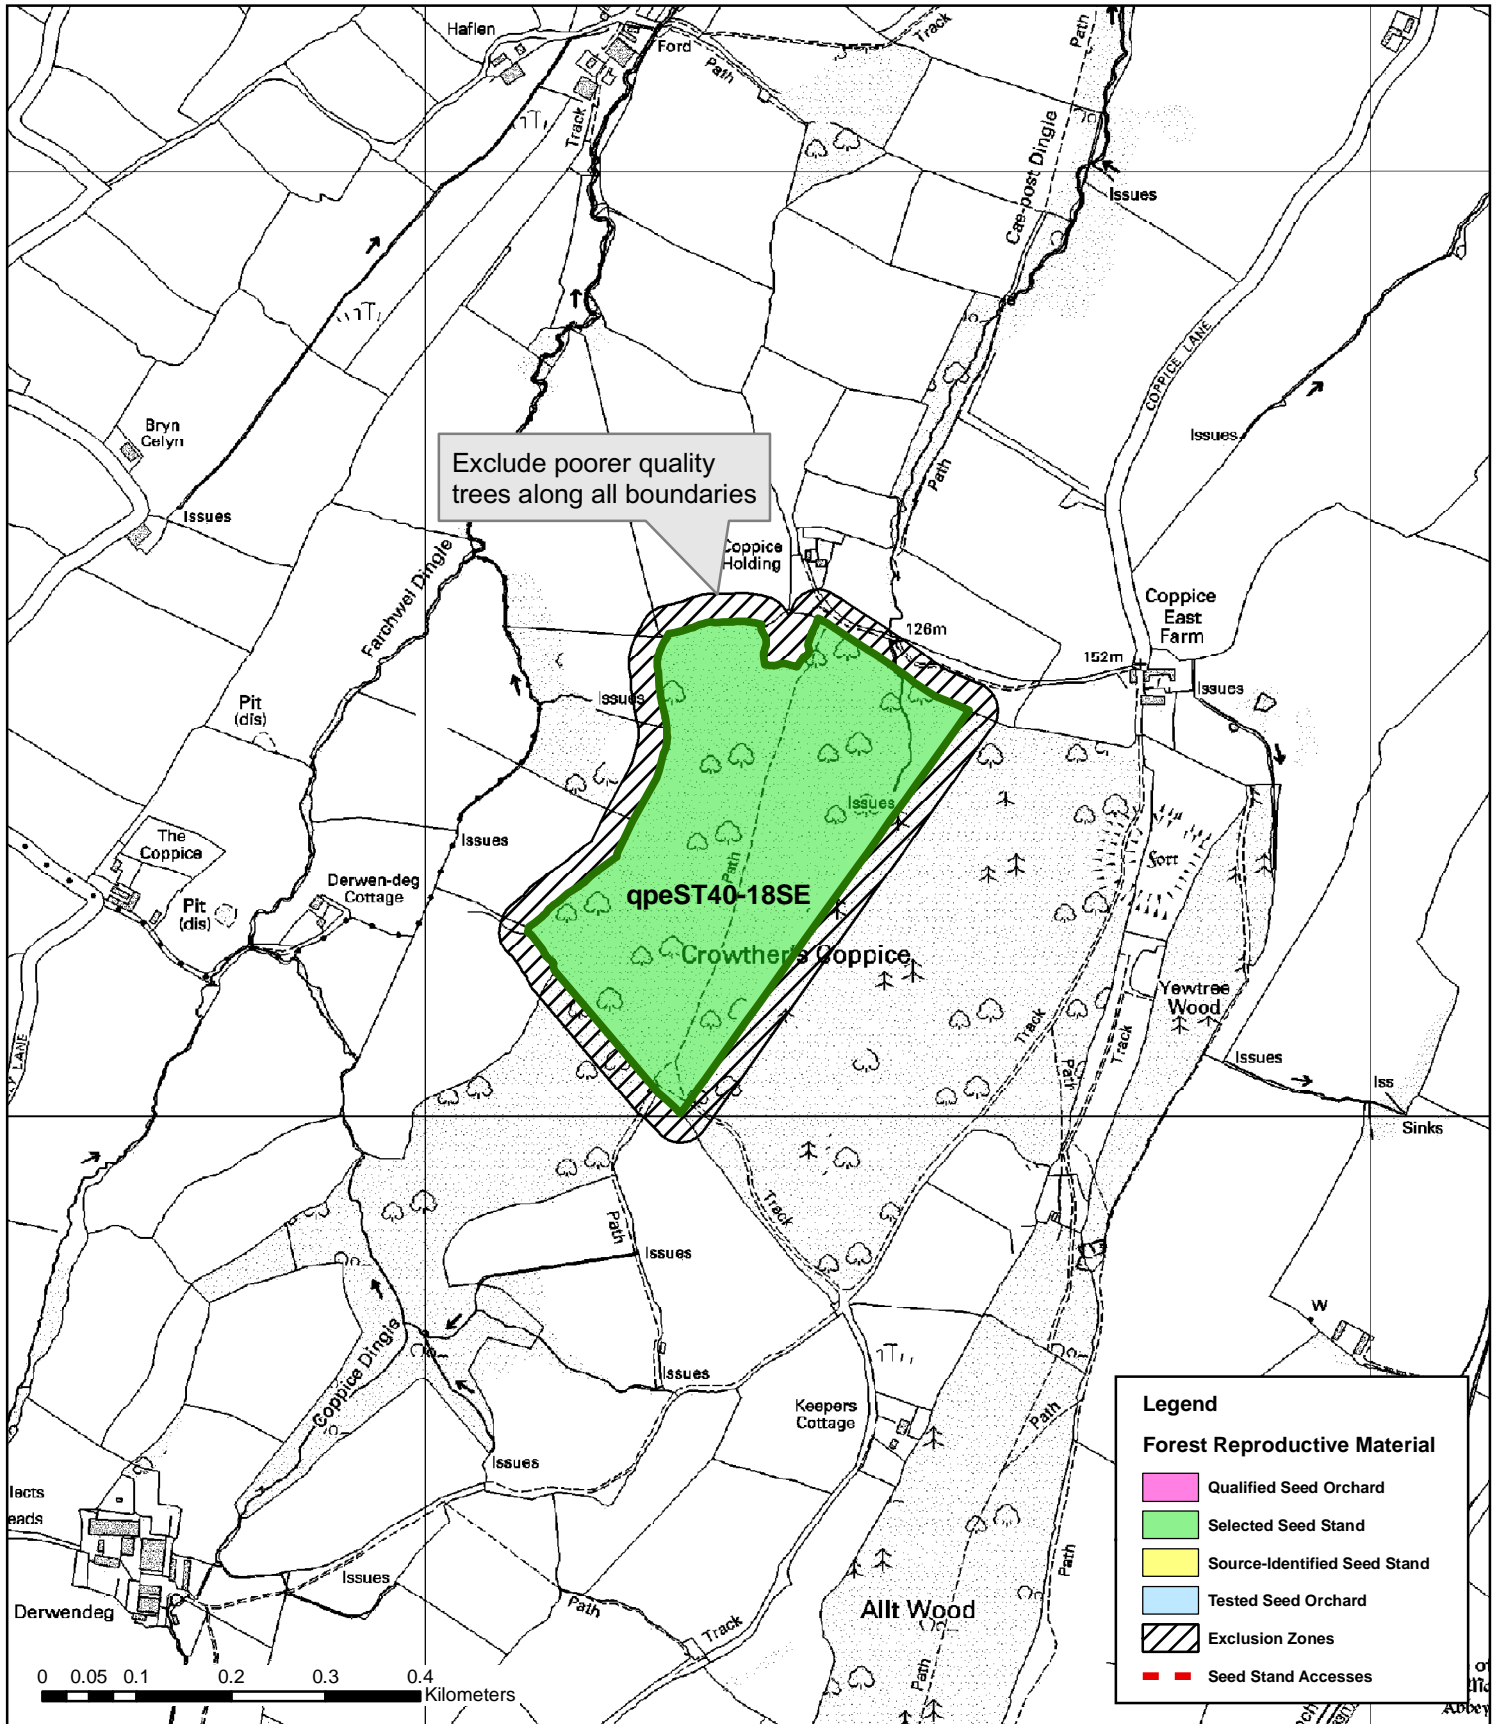 Haflen
Ford
Track
Path
Path
Track
Cae-post Dingle
Issues
COPPICE LANE
Bryn
Celyn
Issues
Issues
Path
Exclude poorer quality
trees along all boundaries
Farchwel Dingle
Coppice
Holding
126m
Coppice
East
Farm
152m
Issues
Issues
Pit
(dis)
Issues
The
Coppice
Issues
Fort
Derwen-deg
Cottage
Pit
(dis)
Path
qpeST40-18SE
Crowther's Coppice
Yewtree
Wood
Track
Track
Path
LANE
Issues
Iss
Sinks
Track
Path
Issues
W
Coppice Dingle
Issues
Keepers
Cottage
Path
Issues
lects
eads
Issues
Path
Derwendeg
Path
Track
Allt Wood
Path
0 0.05 0.1 0.2 0.3 0.4
Kilometers
Legend
Forest Reproductive Material
Qualified Seed Orchard
Selected Seed Stand
Source-Identified Seed Stand
Tested Seed Orchard
Exclusion Zones
Seed Stand Accesses
Abbey